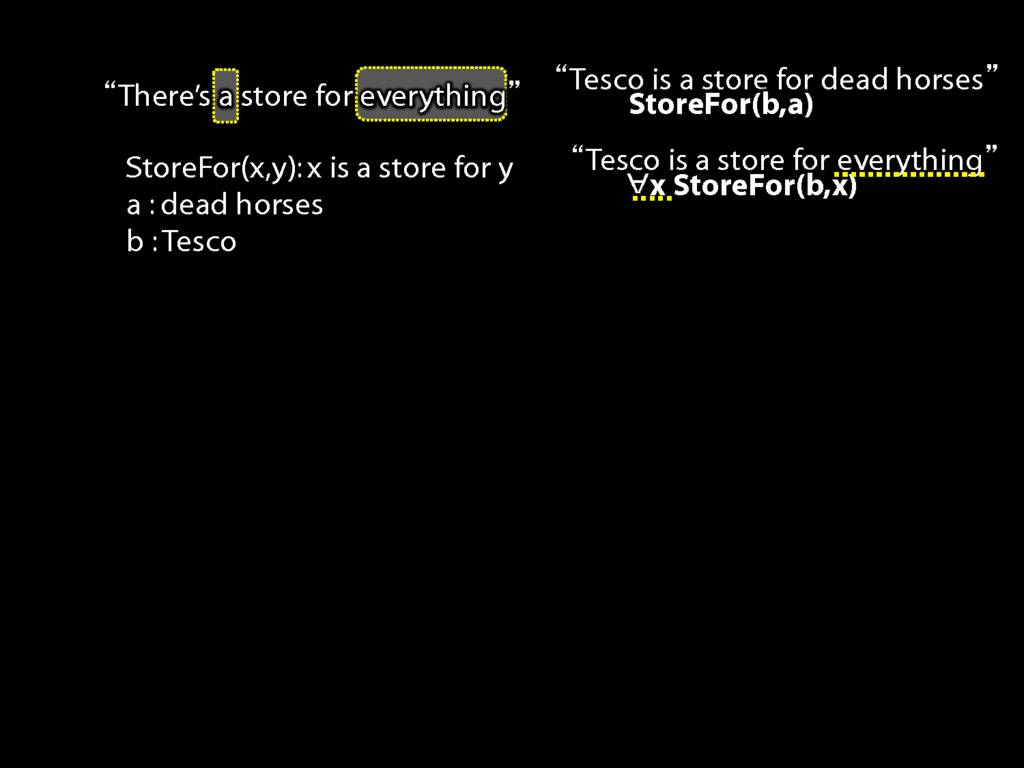 “There’s a store for everything”
StoreFor(x,y): x is a store for y
a : dead horses
b : Tesco
“Tesco is a store for dead horses”
StoreFor(b,a)
“Tesco is a store for everything”
∀x StoreFor(b,x)